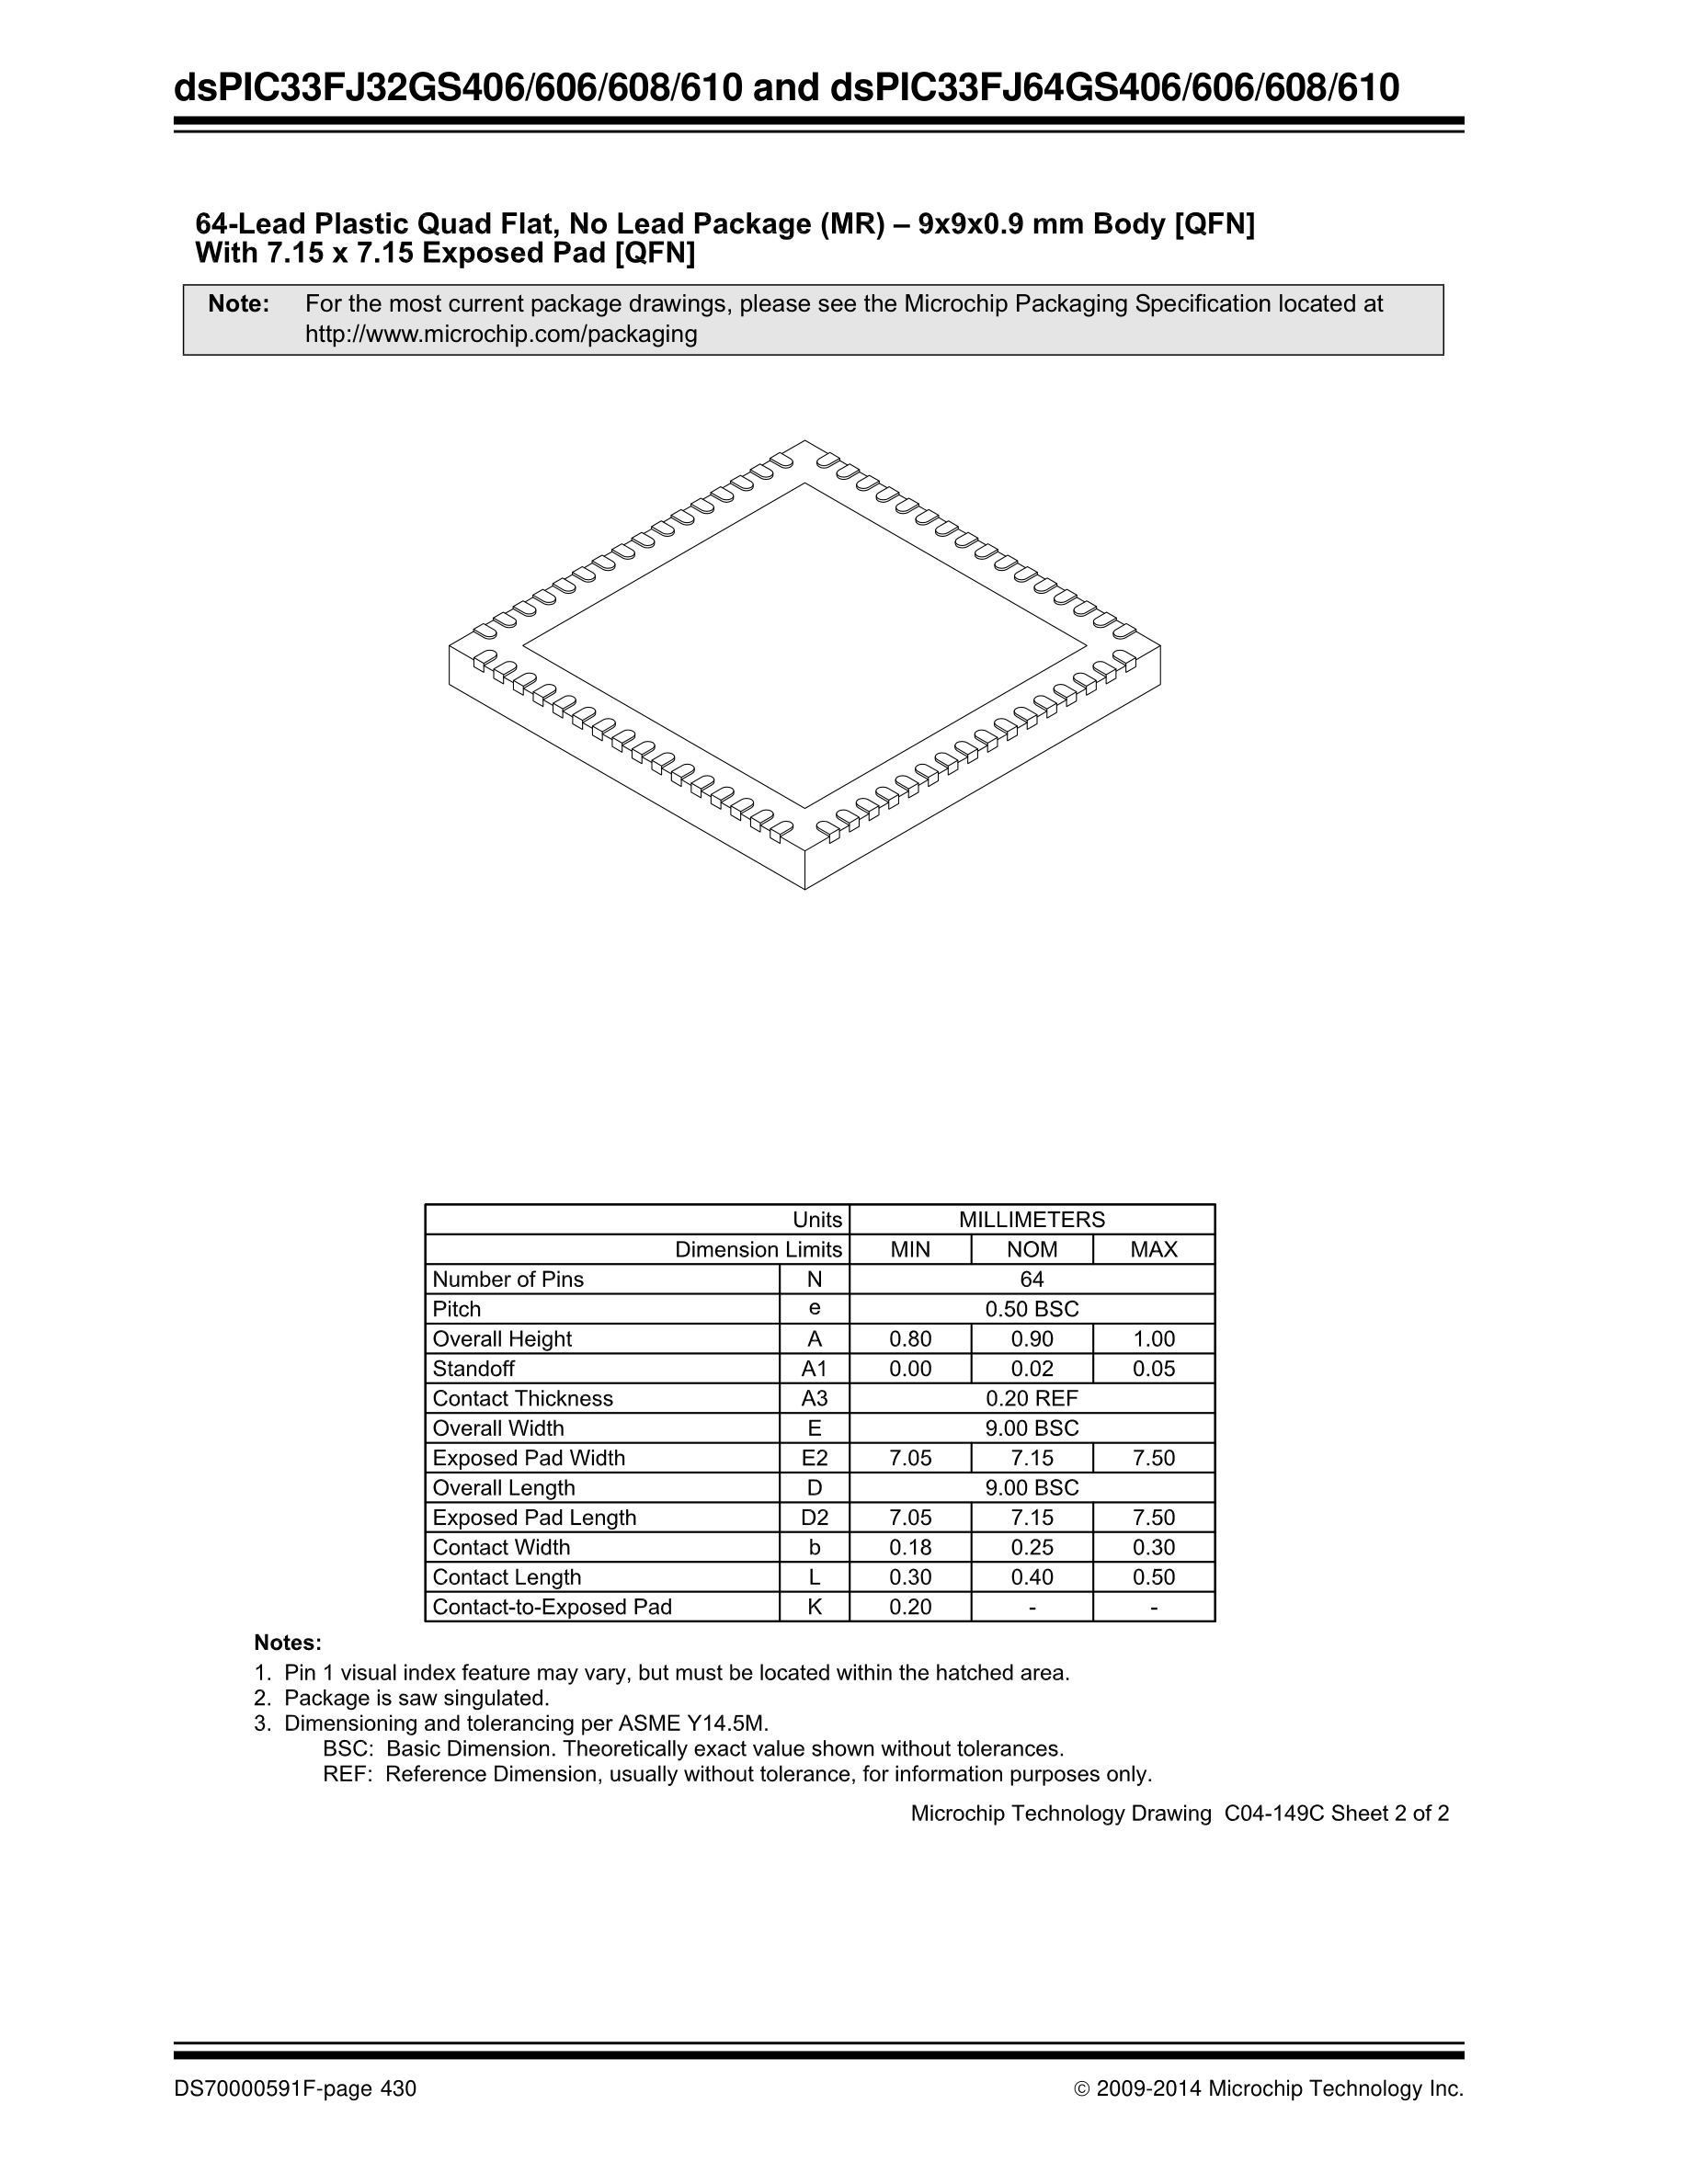 dsPIC33FJ32GS406/606/608/610 and dsPIC33FJ64GS406/606/608/610
64-Lead Plastic Quad Flat, No Lead Package (MR) – 9x9x0.9 mm Body [QFN]
With 7.15 x 7.15 Exposed Pad [QFN]
Note: For the most current package drawings, please see the Microchip Packaging Specification located at
http://www.microchip.com/packaging
Units MILLIMETERS
Dimension Limits MIN NOM MAX
Number of Pins N 64
Pitch e 0.50 BSC
Overall Height A 0.80 0.90 1.00
Standoff A1 0.00 0.02 0.05
Contact Thickness A3 0.20 REF
Overall Width E 9.00 BSC
Exposed Pad Width E2 7.05 7.15 7.50
Overall Length D 9.00 BSC
Exposed Pad Length D2 7.05 7.15 7.50
Contact Width b 0.18 0.25 0.30
Contact Length L 0.30 0.40 0.50
Contact-to-Exposed Pad K 0.20 - -
Notes:
1. Pin 1 visual index feature may vary, but must be located within the hatched area.
2. Package is saw singulated.
3. Dimensioning and tolerancing per ASME Y14.5M.
BSC: Basic Dimension. Theoretically exact value shown without tolerances.
REF: Reference Dimension, usually without tolerance, for information purposes only.
Microchip Technology Drawing C04-149C Sheet 2 of 2
DS70000591F-page 430 © 2009-2014 Microchip Technology Inc.